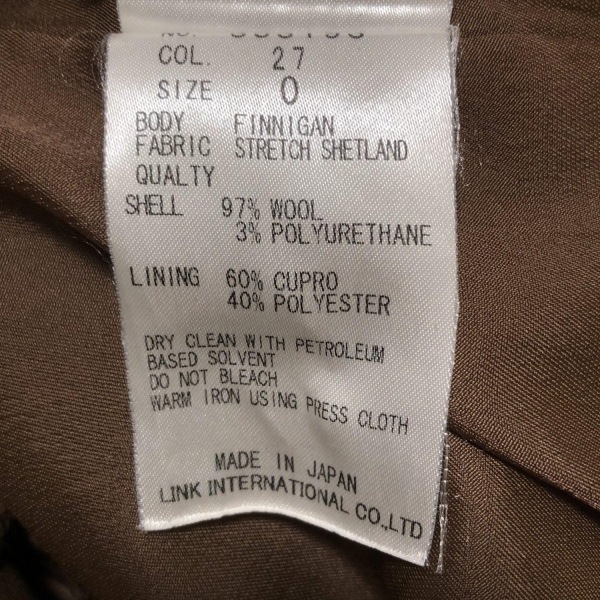 COL. 27
SIZE 0
BODY FINNIGAN
FABRIC STRETCH SHETLAND
QUALTY
SHELL 97% WOOL
3% POLYURETHANE
LINING 60% CUPRO
40% POLYESTER
DRY CLEAN WITH PETROLEUM
BASED SOLVENT
DO NOT BLEACH
WARM IRON USING PRESS CLOTH
MADE IN JAPAN
LINK INTERNATIONAL CO.,LTD